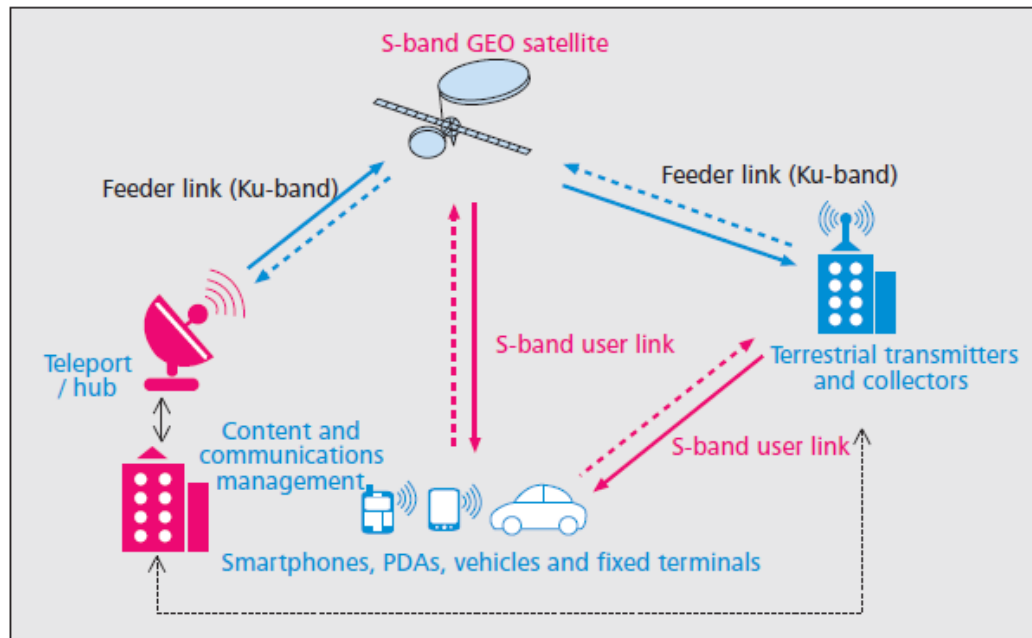 S-band GEO satellite
Feeder link (Ku-band)
Feeder link (Ku-band)
Teleport
/ hub
S-band user link
Terrestrial transmitters
and collectors
Content and
communications
management
S-band user link
Smartphones, PDAs, vehicles and fixed terminals